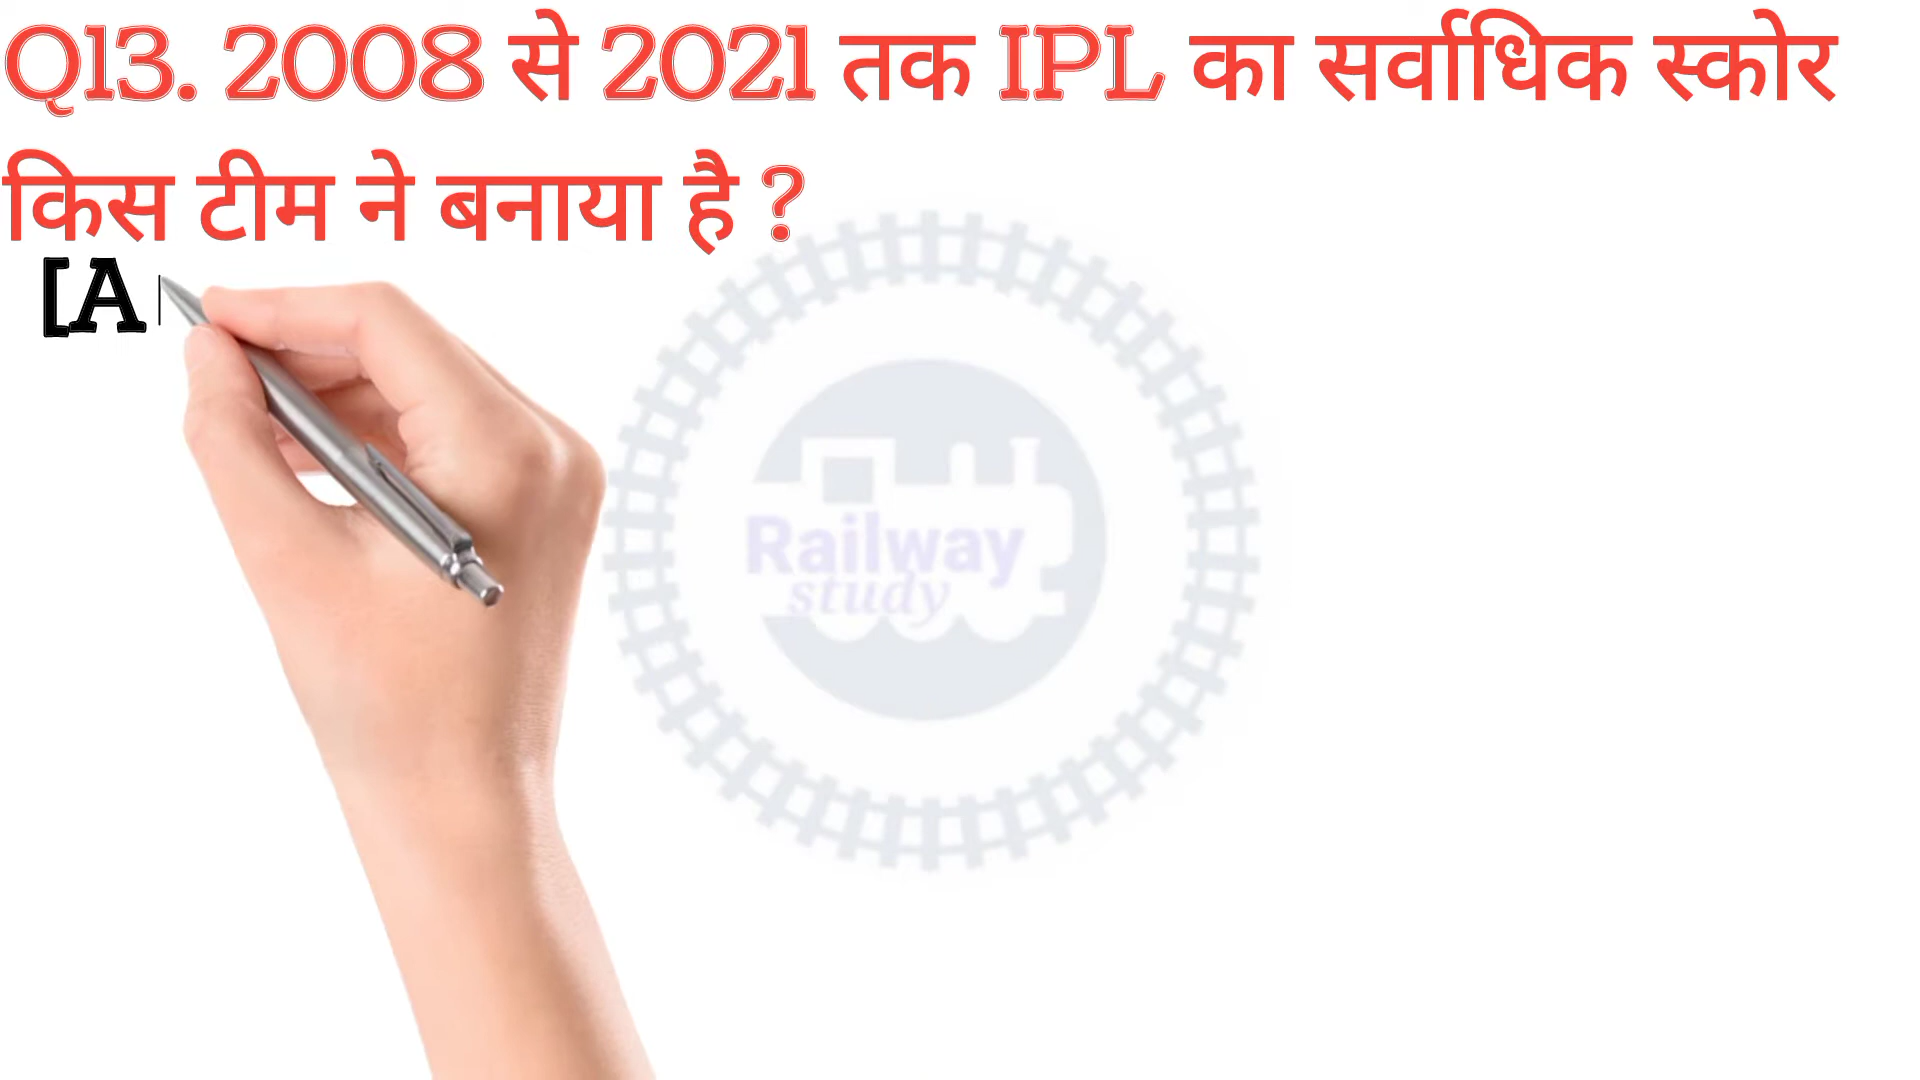 Q13. 2008 से 2021 तक IPL का सर्वाधिक स्कोर
किस टीम ने बनाया है ?
[A
Railway
study